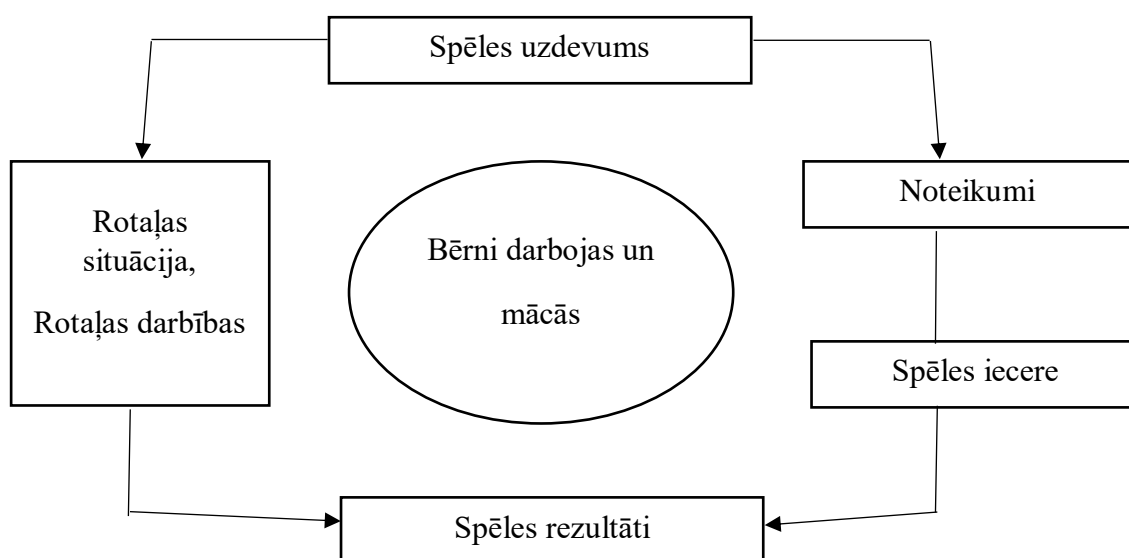 Spēles uzdevums
Rotaļas
situācija,
Rotaļas darbības
Bērni darbojas un
mācās
Noteikumi
Spēles iecere
Spēles rezultāti